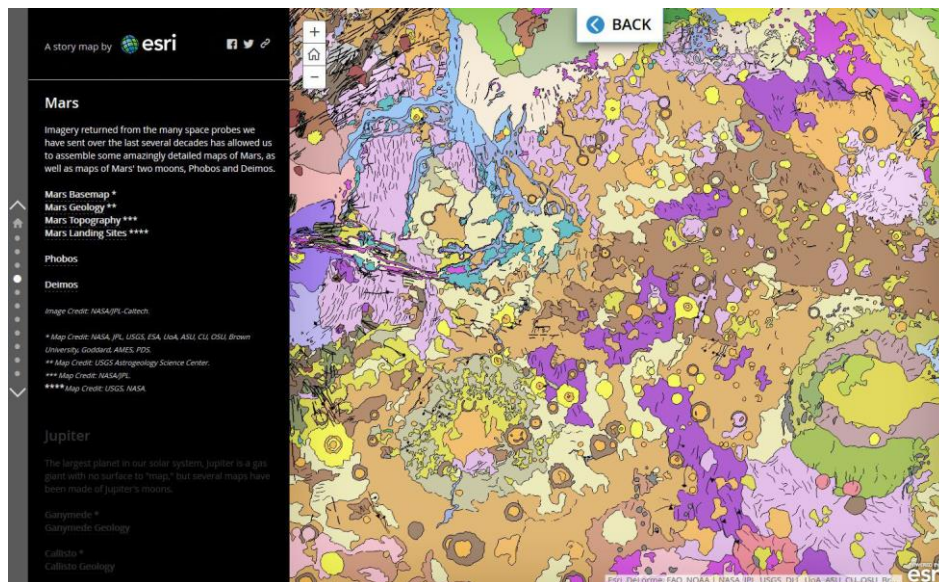 A story map by esri
Mars
Imagery returned from the many space probes we
have sent over the last several decades has allowed us
to assemble some amazingly detailed maps of Mars, as
well as maps of Mars' two moons, Phobos and Deimos.
Mars Basemap *
Mars Geology **
Mars Topography ***
Mars Landing Sites ****
Phobos
Deimos
Image Credit: NASA/JPL-Caltech.
* Map Credit: NASA, JPL, USGS, ESA, UoA, ASU, CU, OSU, Brown
University, Goddard, AMES, PDS.
** Map Credit: USGS Astrogeology Science Center.
*** Map Credit: NASA/JPL.
**** Map Credit: USGS, NASA.
Jupiter
The largest planet in our solar system, Jupiter is a gas
giant with no surface to "map," but several maps have
been made of Jupiter's moons.
Ganymede *
Ganymede Geology
Callisto *
Callisto Geology
+
−
BACK
Esri, DeLorme, FAO, NOAA | NASA, JPL, USGS, DLJ, UoA, ASU, CU, OSU, Br...
esri